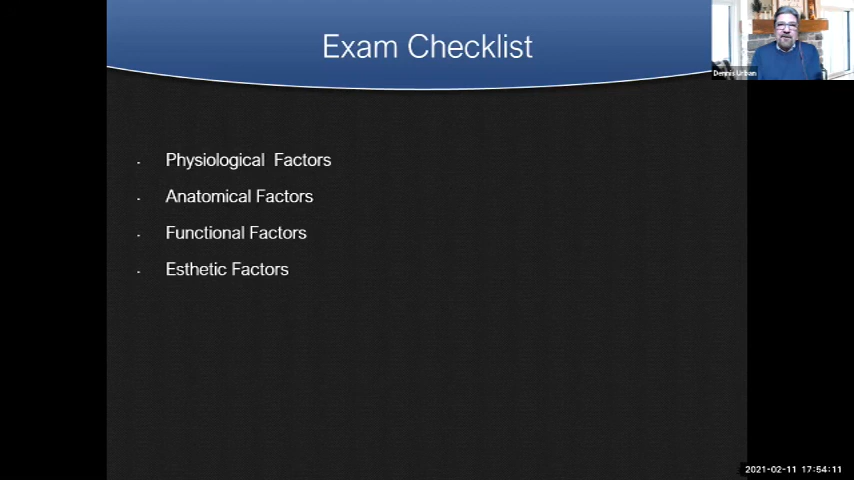 Exam Checklist
Dennis Urban
· Physiological Factors
· Anatomical Factors
· Functional Factors
· Esthetic Factors
2021-02-11 17:54:11